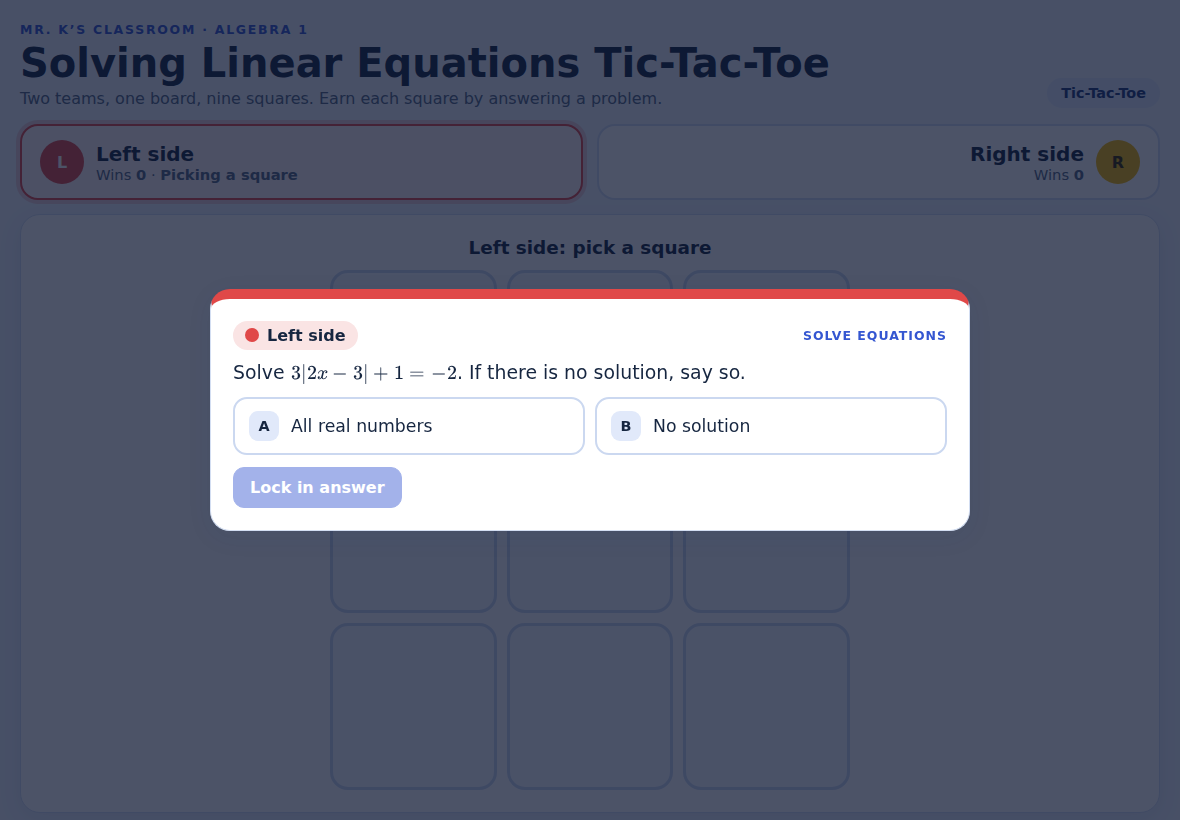 MR. K’S CLASSROOM · ALGEBRA 1
Solving Linear Equations Tic-Tac-Toe
Two teams, one board, nine squares. Earn each square by answering a problem.
Tic-Tac-Toe
L
Left side
Wins 0 · Picking a square
Right side
Wins 0
R
Left side: pick a square
Left side
SOLVE EQUATIONS
Solve 3|2x − 3| + 1 = −2. If there is no solution, say so.
A All real numbers
B No solution
Lock in answer